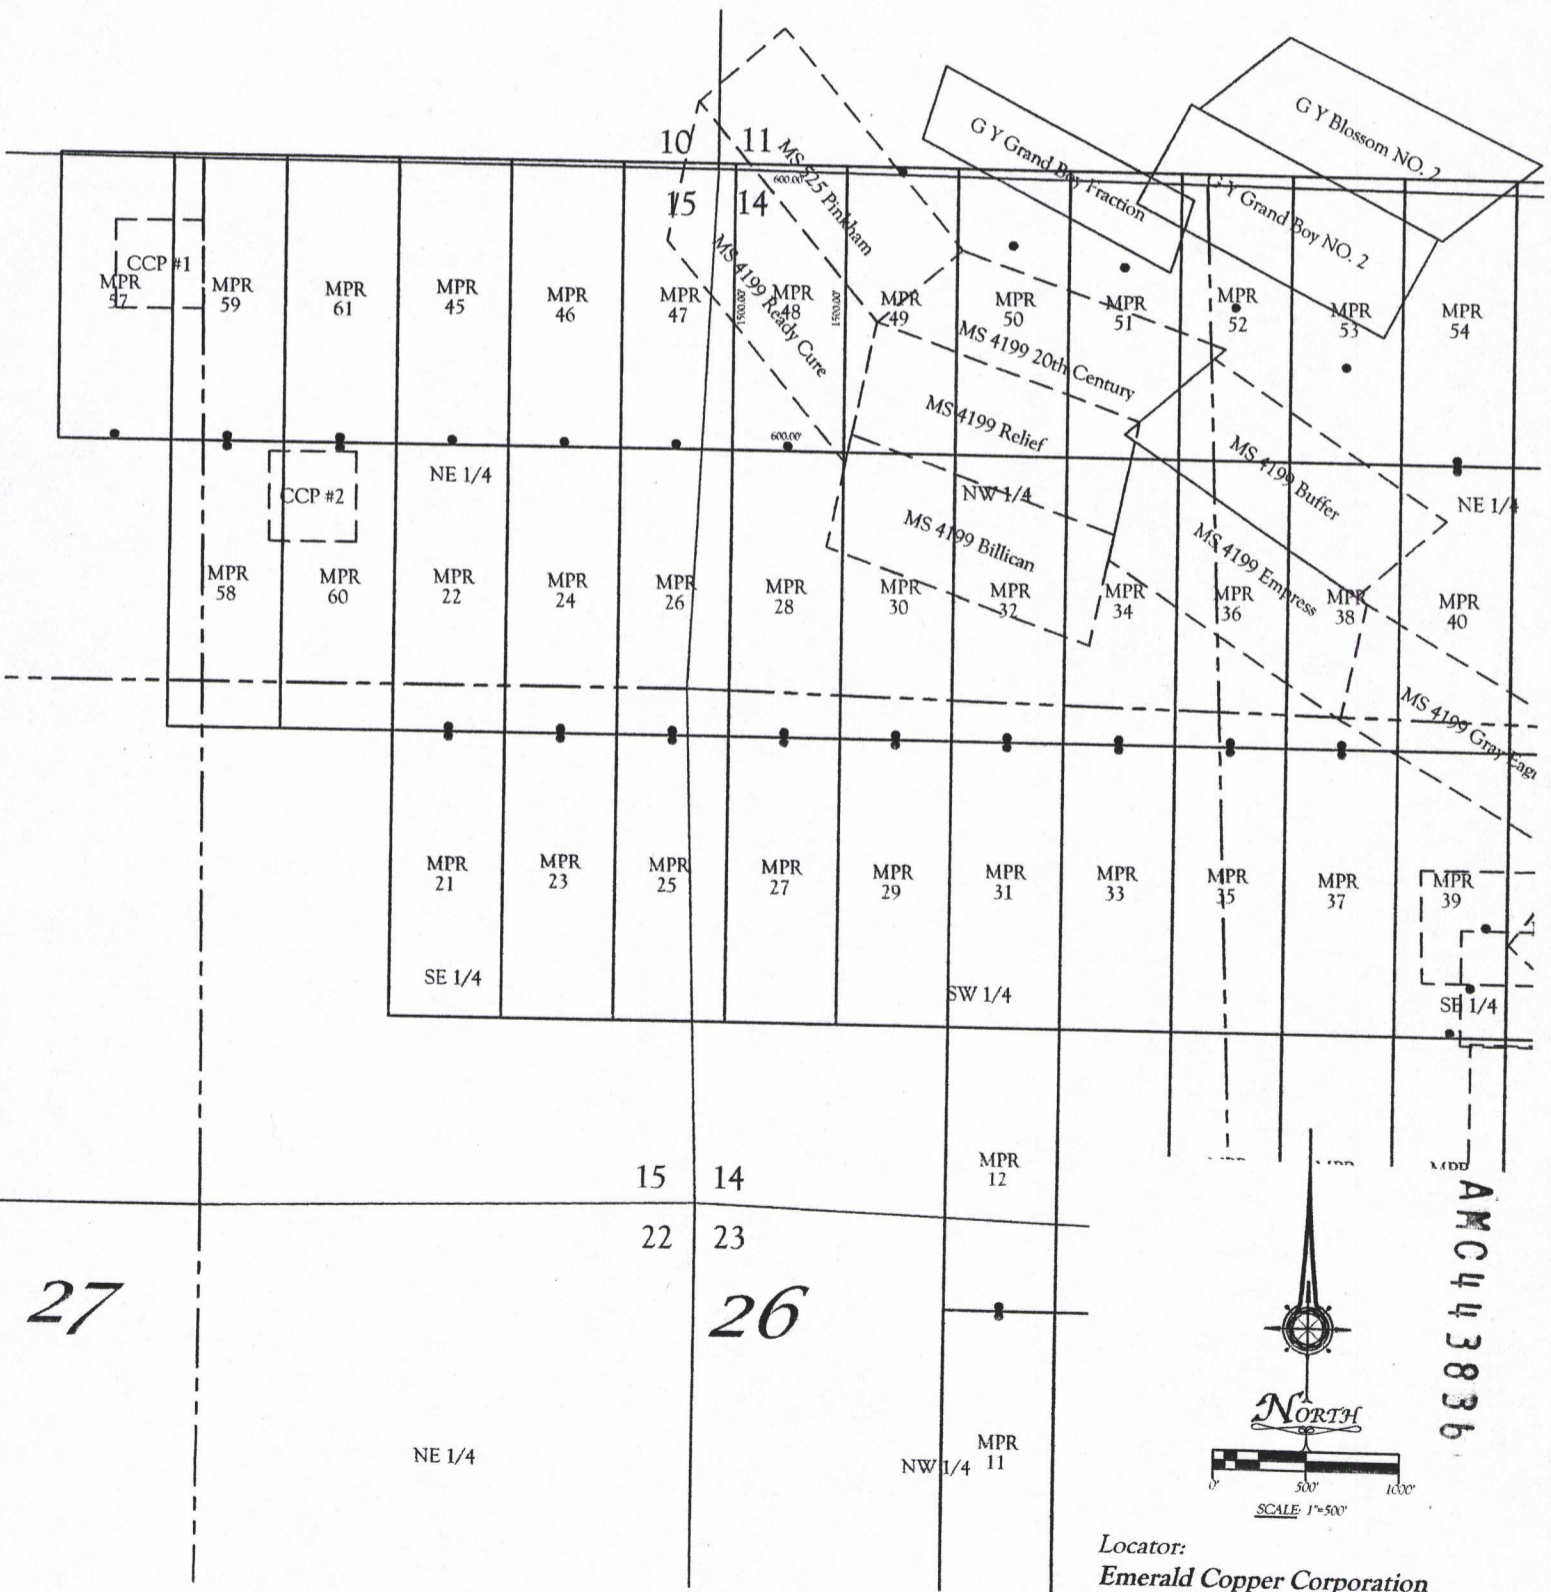 G Y Blossom NO. 2
G Y Grand Boy Fraction
G Y Grand Boy NO. 2
10
11
15
14
MS 525 Pinkham
600.00'
MS 4199 Ready Cure
1500.00'
1500.00'
CCP #1
MPR
57
MPR
59
MPR
61
MPR
45
MPR
46
MPR
47
MPR
48
MPR
49
MPR
50
MPR
51
MPR
52
MPR
53
MPR
54
MS 4199 20th Century
MS 4199 Relief
600.00'
NE 1/4
CCP #2
NW 1/4
MS 4199 Buffer
NE 1/4
MS 4199 Billican
MS 4199 Empress
MPR
58
MPR
60
MPR
22
MPR
24
MPR
26
MPR
28
MPR
30
MPR
32
MPR
34
MPR
36
MPR
38
MPR
40
MS 4199 Gray
MPR
21
MPR
23
MPR
25
MPR
27
MPR
29
MPR
31
MPR
33
MPR
35
MPR
37
MPR
39
SE 1/4
SW 1/4
SE 1/4
15
14
MPR
12
22
23
27
26
AMC443836
NORTH
NE 1/4
NW 1/4
MPR
11
0'
500'
1000'
SCALE: 1"=500'
Locator:
Emerald Copper Corporation